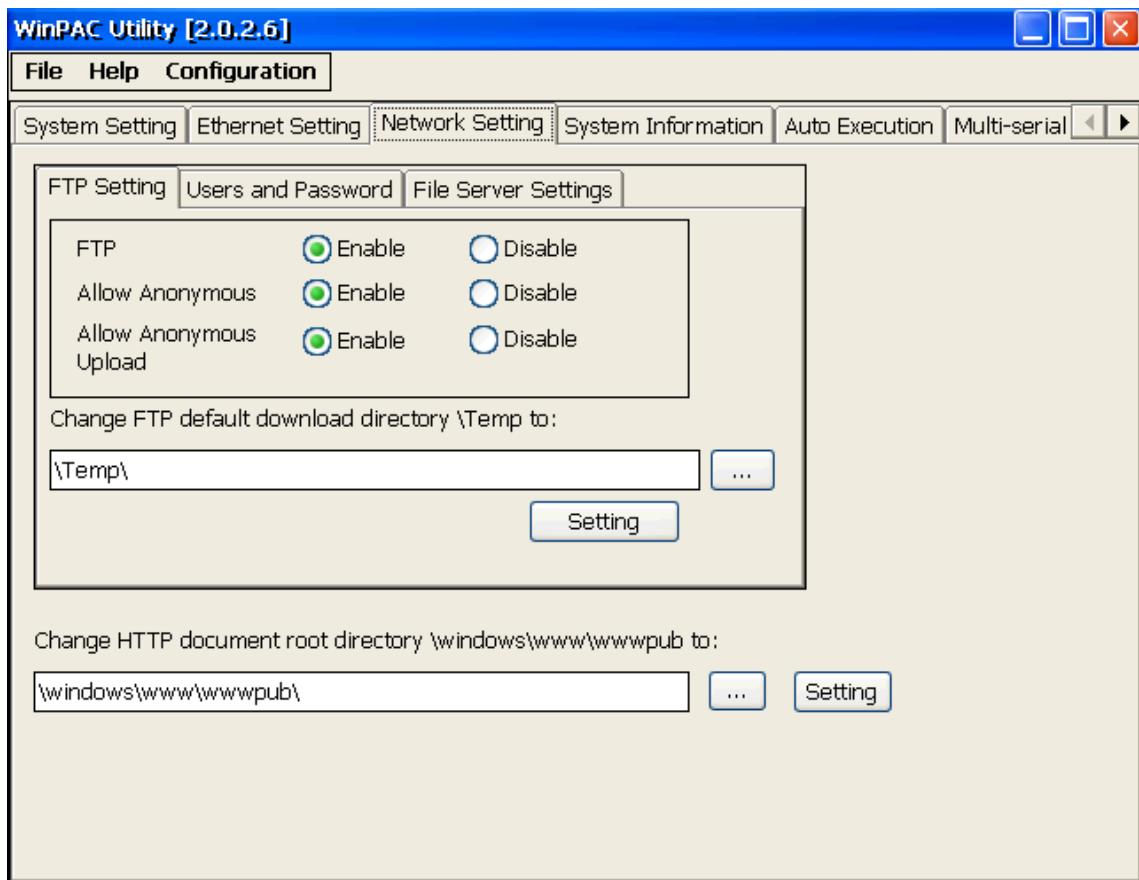 WinPAC Utility [2.0.2.6]
File Help Configuration
System Setting Ethernet Setting Network Setting System Information Auto Execution Multi-serial
FTP Setting Users and Password File Server Settings
FTP Enable Disable
Allow Anonymous Enable Disable
Allow Anonymous Upload Enable Disable
Change FTP default download directory \Temp to:
\Temp\ ...
Setting
Change HTTP document root directory \windows\www\wwwpub to:
\windows\www\wwwpub\ ... Setting